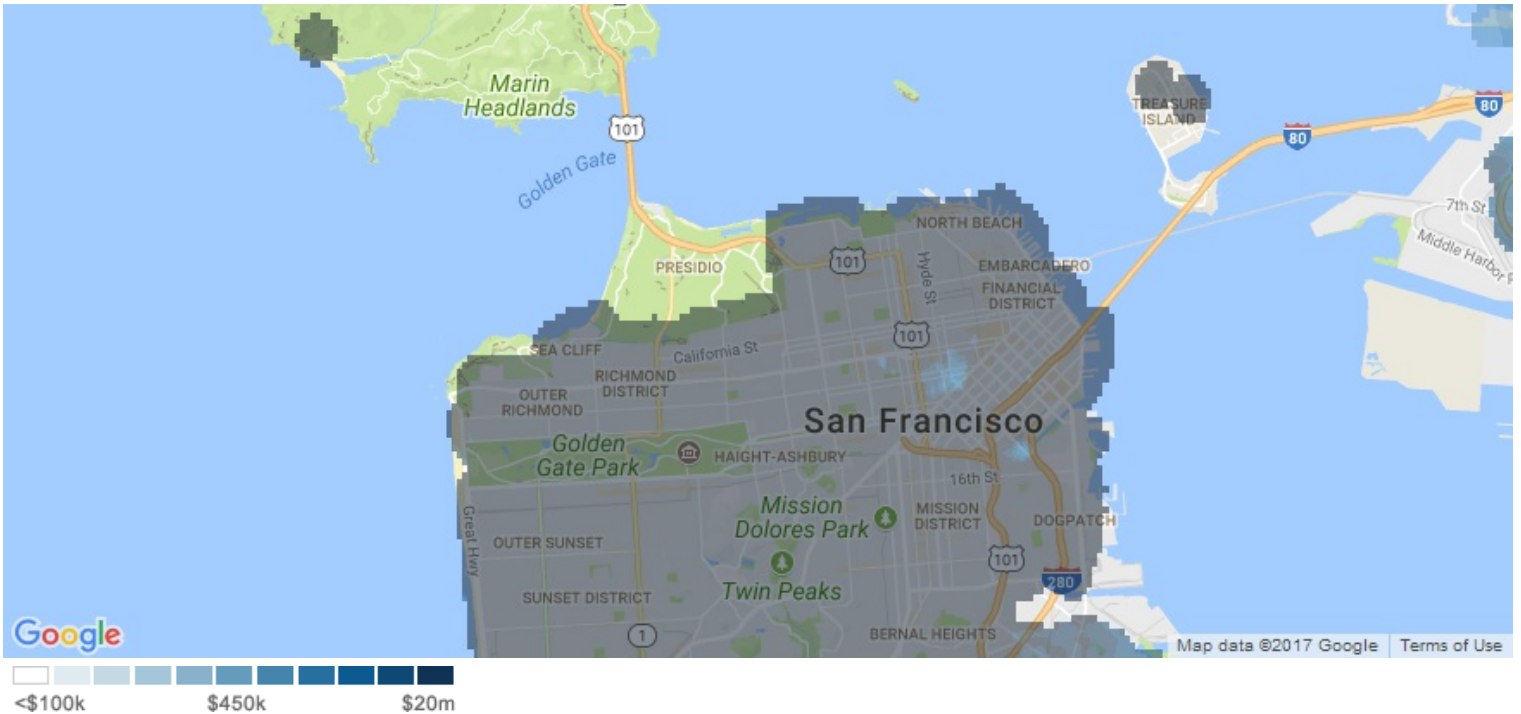 Marin
Headlands
101
Golden Gate
TREASURE
ISLAND
80
80
7th St
Middle Harbor
NORTH BEACH
PRESIDIO
101
Hyde St
EMBARCADERO
FINANCIAL
DISTRICT
101
SEA CLIFF
California St
RICHMOND
DISTRICT
OUTER
RICHMOND
San Francisco
Golden
Gate Park
HAIGHT-ASHBURY
16th St
Mission
Dolores Park
MISSION
DISTRICT
DOGPATCH
Great Hwy
OUTER SUNSET
101
Twin Peaks
280
SUNSET DISTRICT
1
BERNAL HEIGHTS
Google
Map data ©2017 Google
Terms of Use
<$100k
$450k
$20m